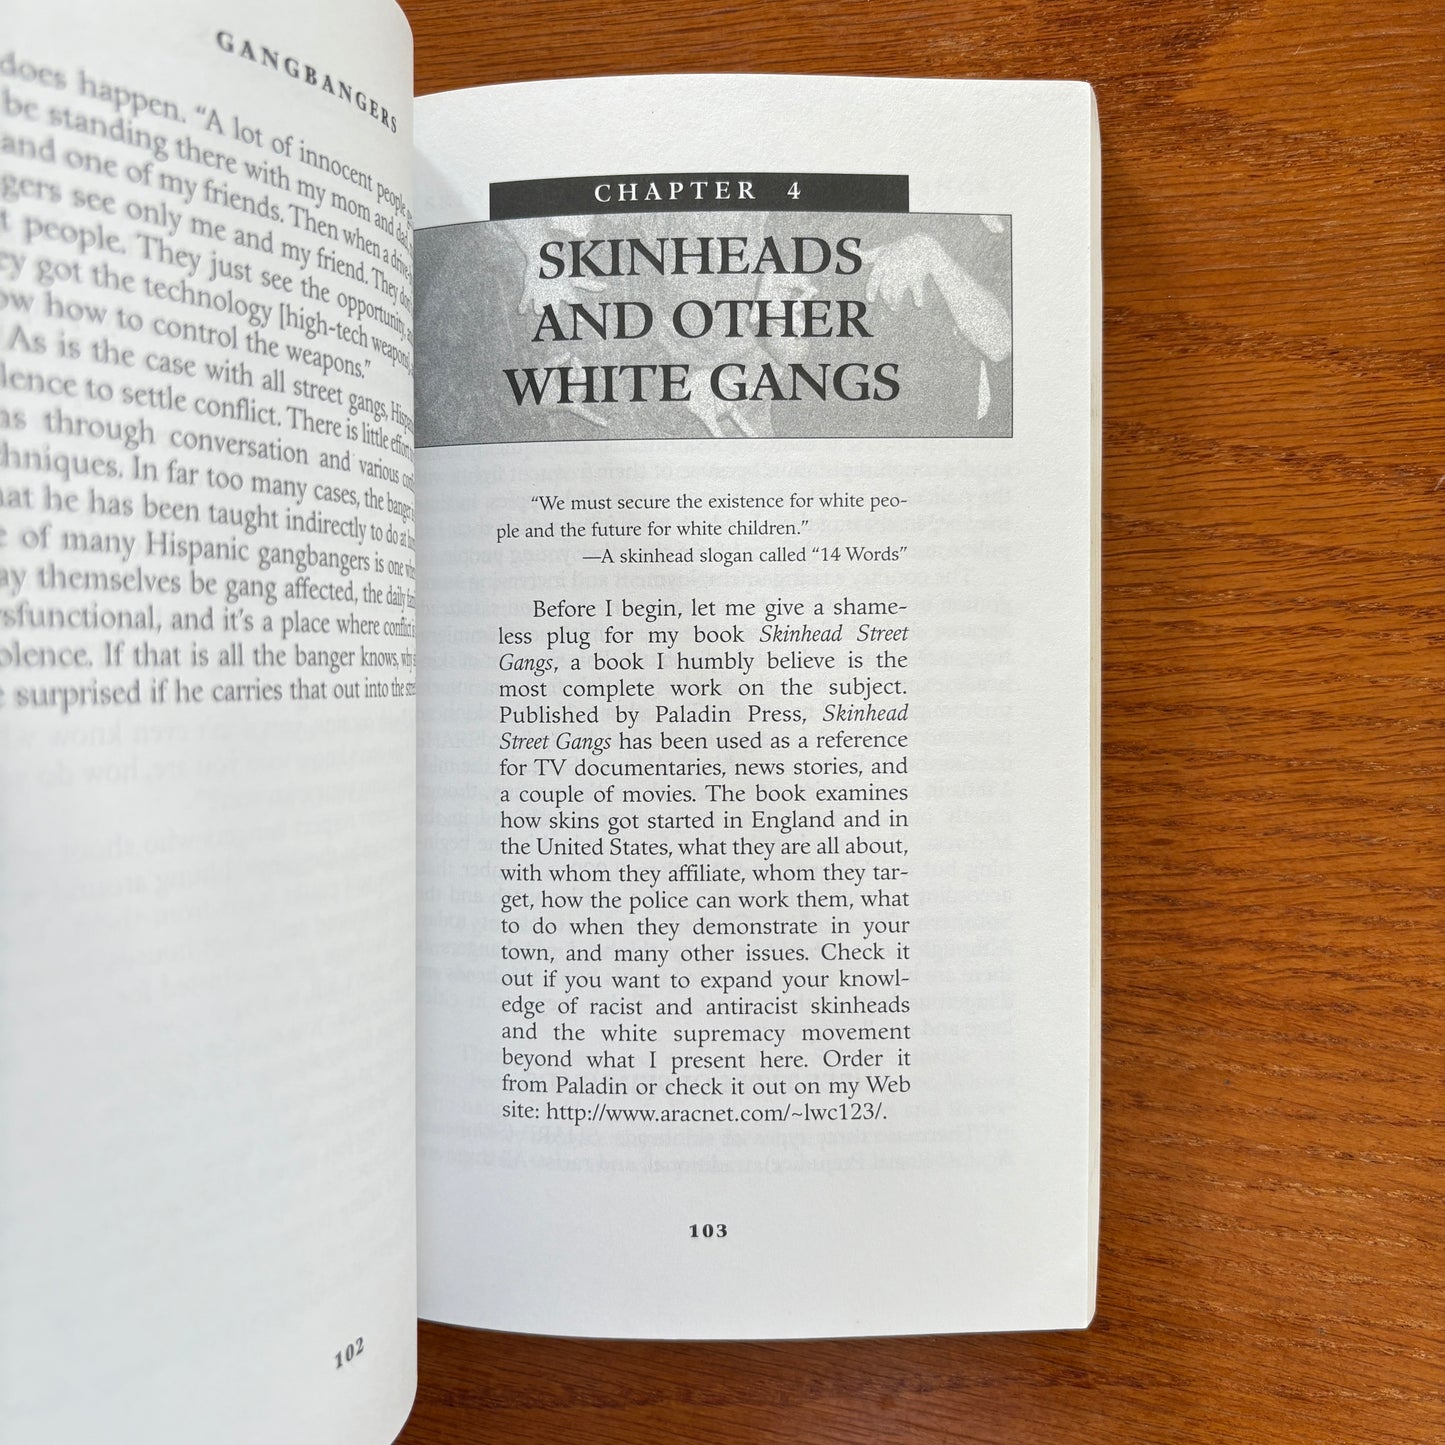 GANGBANGERS
does happen. “A lot of innocent people
be standing there with my mom and dad,
and one of my friends. Then when a drive-
gers see only me and my friend. They don't
t people. They just see the opportunity,
ey got the technology [high-tech weapons],
ow how to control the weapons.”
As is the case with all street gangs,
lence to settle conflict. There is little effort
as through conversation and various
chniques. In far too many cases, the banger
hat he has been taught indirectly to do at
e of many Hispanic gangbangers is one
ay themselves be gang affected, the daily
sfunctional, and it's a place where conflict
olence. If that is all the banger knows, why
e surprised if he carries that out into the
102
CHAPTER 4
SKINHEADS
AND OTHER
WHITE GANGS
“We must secure the existence for white peo-
ple and the future for white children.”
—A skinhead slogan called “14 Words”
Before I begin, let me give a shame-
less plug for my book Skinhead Street
Gangs, a book I humbly believe is the
most complete work on the subject.
Published by Paladin Press, Skinhead
Street Gangs has been used as a reference
for TV documentaries, news stories, and
a couple of movies. The book examines
how skins got started in England and in
the United States, what they are all about,
with whom they affiliate, whom they tar-
get, how the police can work them, what
to do when they demonstrate in your
town, and many other issues. Check it
out if you want to expand your knowl-
edge of racist and antiracist skinheads
and the white supremacy movement
beyond what I present here. Order it
from Paladin or check it out on my Web
site: http://www.aracnet.com/~lwc123/.
103